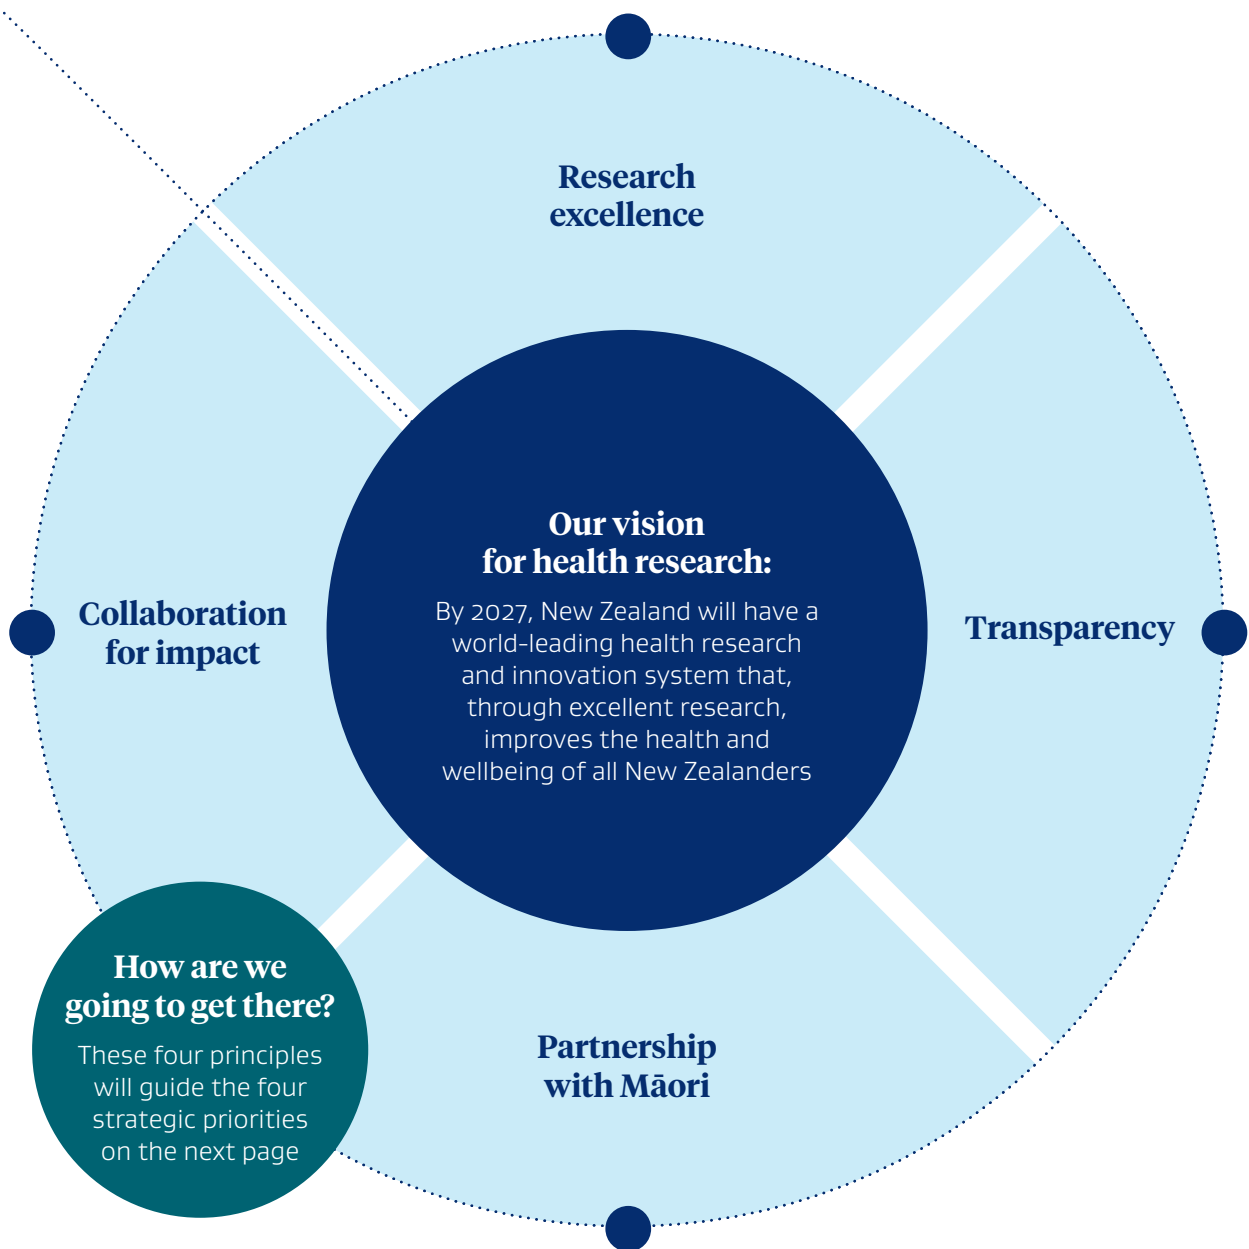 Research
excellence
Our vision
for health research:
By 2027, New Zealand will have a
world-leading health research
and innovation system that,
through excellent research,
improves the health and
wellbeing of all New Zealanders
Collaboration
for impact
Transparency
How are we
going to get there?
These four principles
will guide the four
strategic priorities
on the next page
Partnership
with Māori